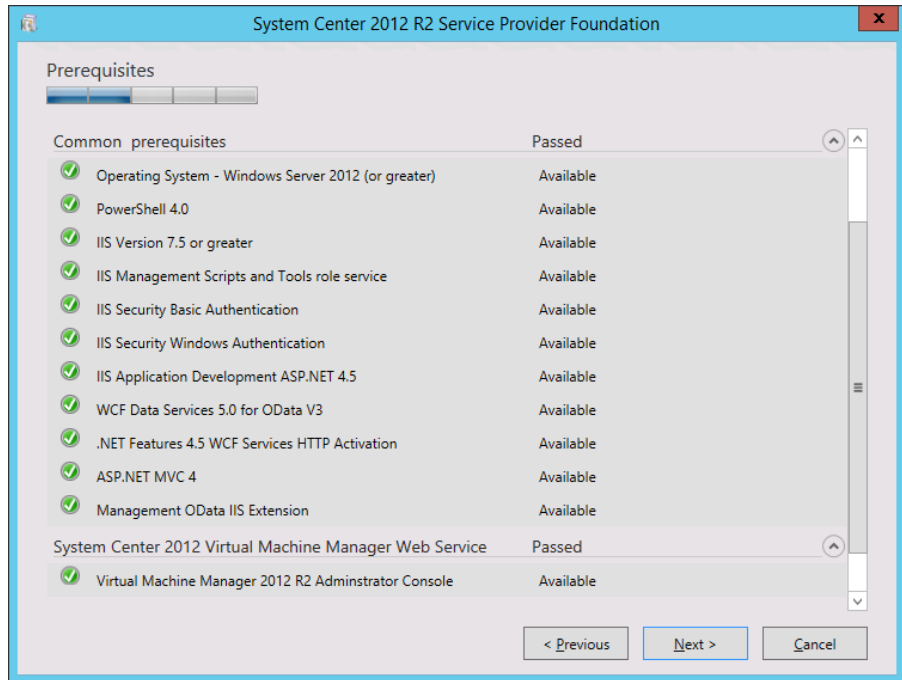 System Center 2012 R2 Service Provider Foundation
x
Prerequisites
Common prerequisites Passed
Operating System - Windows Server 2012 (or greater) Available
PowerShell 4.0 Available
IIS Version 7.5 or greater Available
IIS Management Scripts and Tools role service Available
IIS Security Basic Authentication Available
IIS Security Windows Authentication Available
IIS Application Development ASP.NET 4.5 Available
WCF Data Services 5.0 for OData V3 Available
.NET Features 4.5 WCF Services HTTP Activation Available
ASP.NET MVC 4 Available
Management OData IIS Extension Available
System Center 2012 Virtual Machine Manager Web Service Passed
Virtual Machine Manager 2012 R2 Adminstrator Console Available
< Previous Next > Cancel